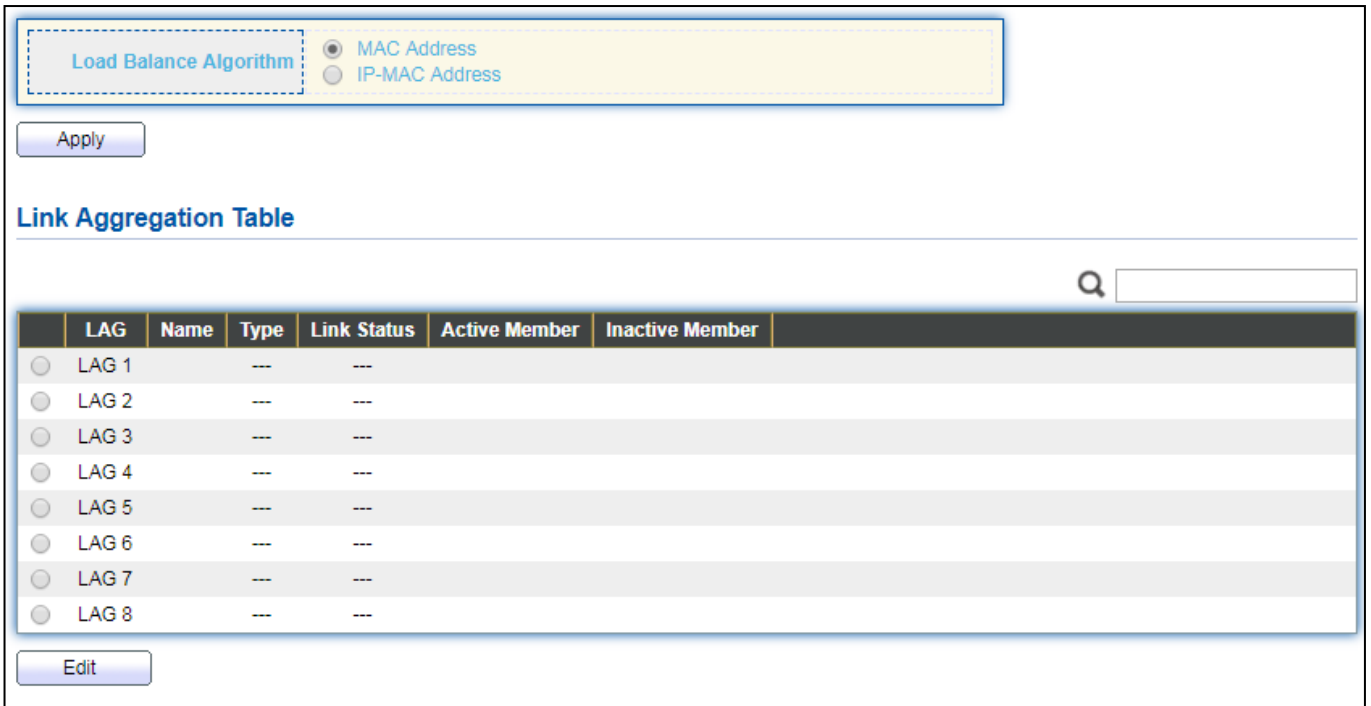 Load Balance Algorithm
MAC Address
IP-MAC Address
Apply
Link Aggregation Table
LAG Name Type Link Status Active Member Inactive Member
LAG 1 --- ---
LAG 2 --- ---
LAG 3 --- ---
LAG 4 --- ---
LAG 5 --- ---
LAG 6 --- ---
LAG 7 --- ---
LAG 8 --- ---
Edit